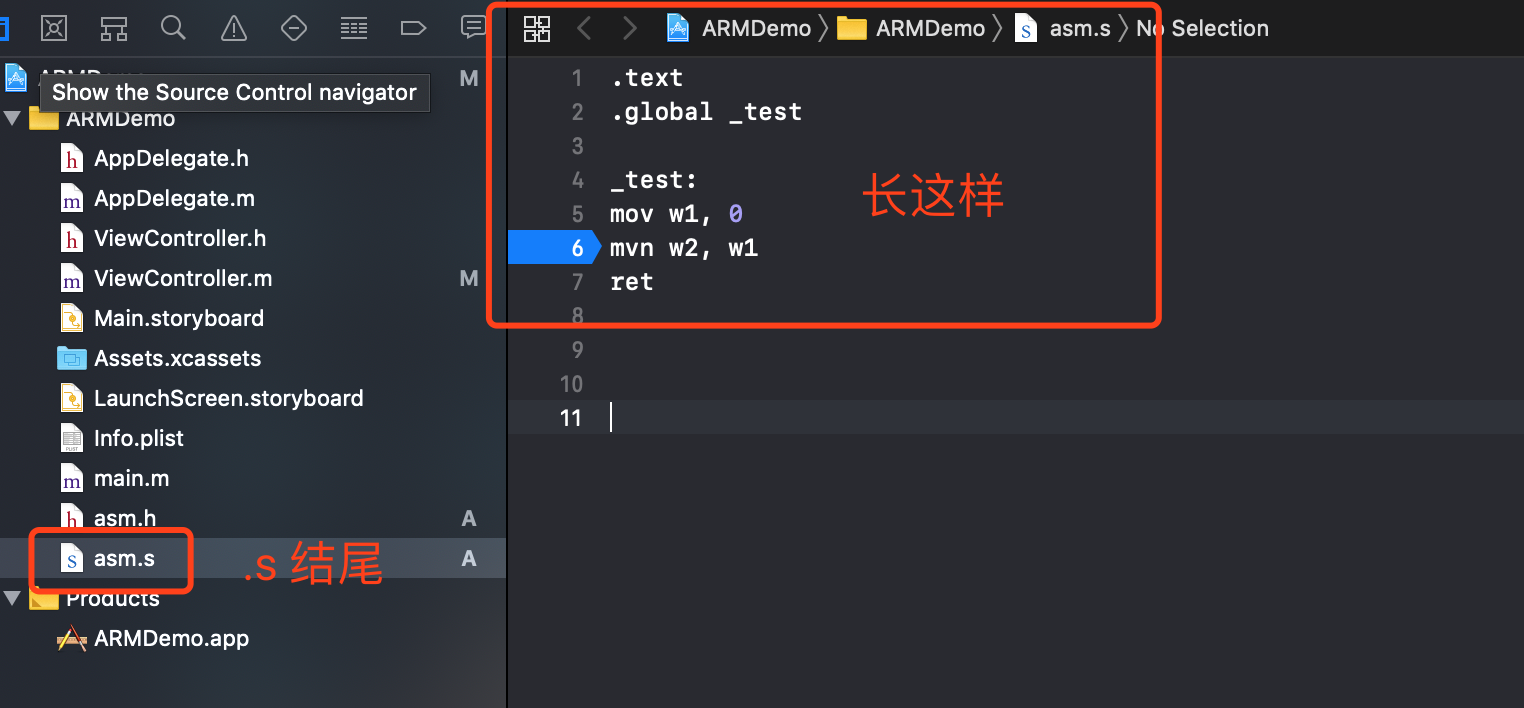 ARMDemo ARMDemo asm.s No Selection
M
Show the Source Control navigator
ARMDemo
AppDelegate.h
AppDelegate.m
ViewController.h
ViewController.m M
Main.storyboard
Assets.xcassets
LaunchScreen.storyboard
Info.plist
main.m
asm.h A
asm.s A
.s 结尾
Products
ARMDemo.app
1 .text
2 .global _test
3
4 _test:
5 mov w1, 0
6 mvn w2, w1
7 ret
8
9
10
11
长这样